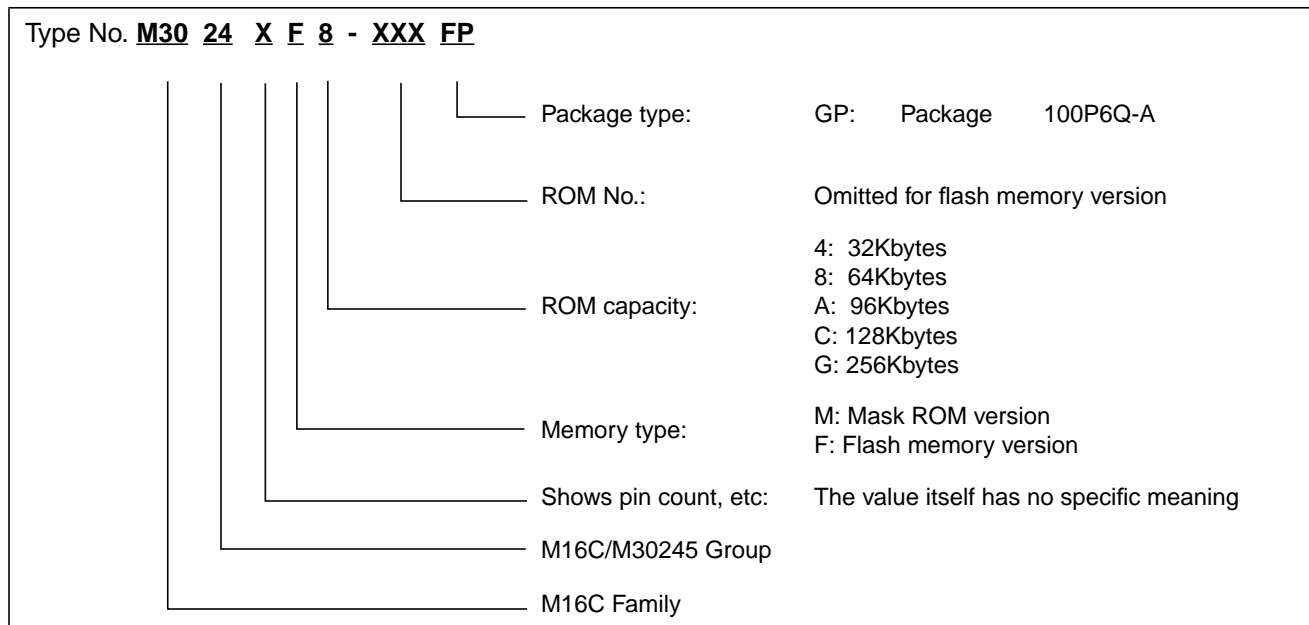 Type No. M30 24 X F 8 - XXX FP
Package type: GP: Package 100P6Q-A
ROM No.: Omitted for flash memory version
4: 32Kbytes
8: 64Kbytes
ROM capacity: A: 96Kbytes
C: 128Kbytes
G: 256Kbytes
M: Mask ROM version
Memory type:
F: Flash memory version
Shows pin count, etc: The value itself has no specific meaning
M16C/M30245 Group
M16C Family